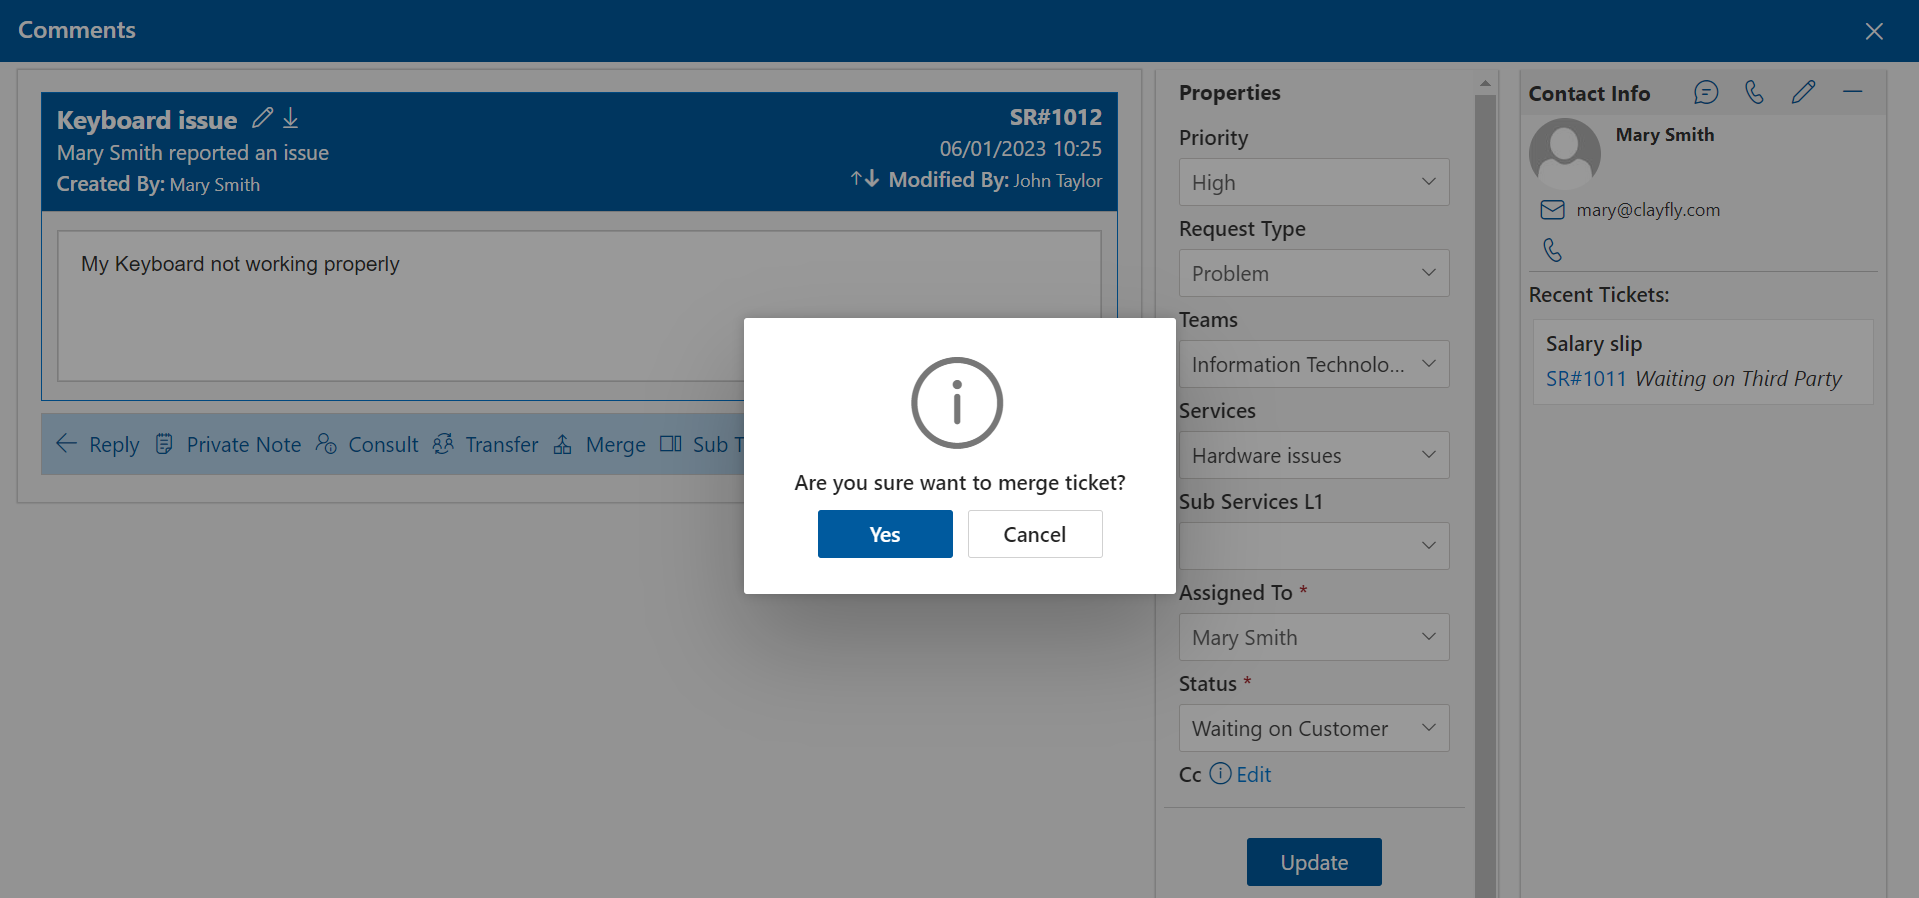 Comments
Keyboard issue
SR#1012
Mary Smith reported an issue
06/01/2023 10:25
Created By: Mary Smith
Modified By: John Taylor
My Keyboard not working properly
Reply Private Note Consult Transfer Merge Sub T
Are you sure want to merge ticket?
Yes Cancel
Properties
Priority
High
Request Type
Problem
Teams
Information Technolo...
Services
Hardware issues
Sub Services L1
Assigned To *
Mary Smith
Status *
Waiting on Customer
Cc Edit
Update
Contact Info
Mary Smith
mary@clayfly.com
Recent Tickets:
Salary slip
SR#1011 Waiting on Third Party